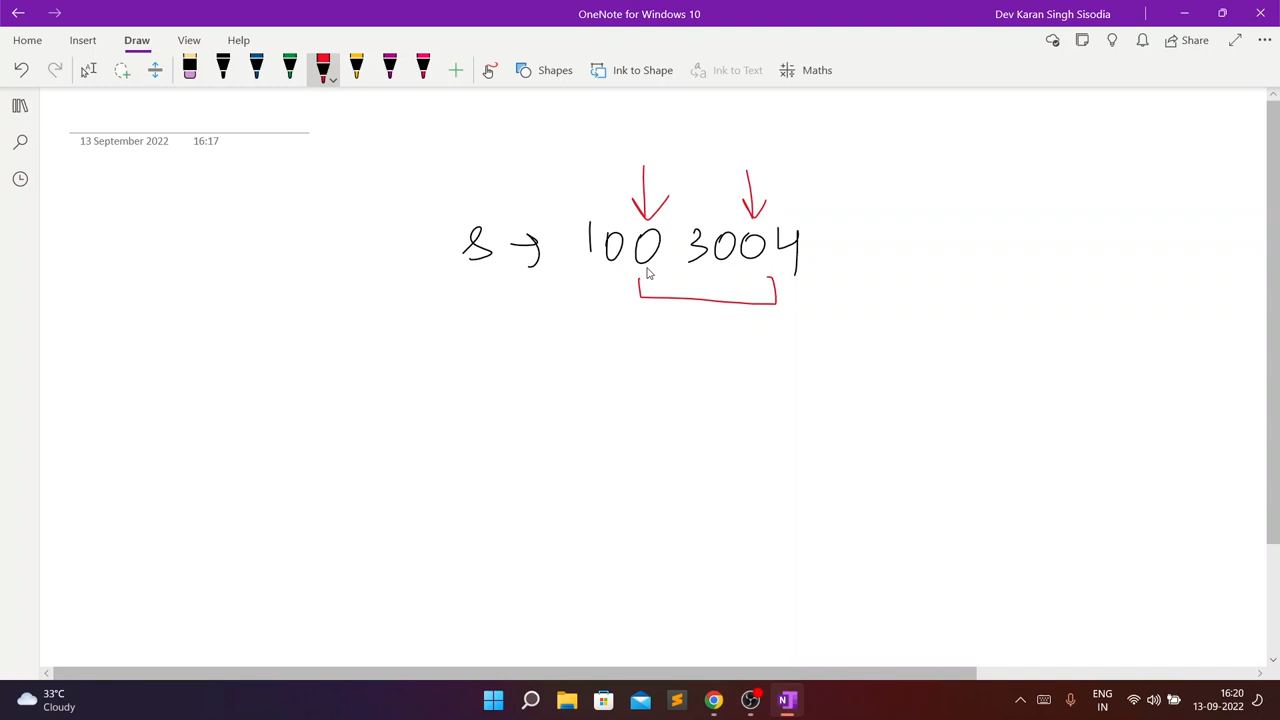 OneNote for Windows 10
Dev Karan Singh Sisodia
Home Insert Draw View Help
Share
Shapes Ink to Shape Ink to Text Maths
13 September 2022 16:17
S → 100 3004
33°C
Cloudy
ENG
IN
16:20
13-09-2022